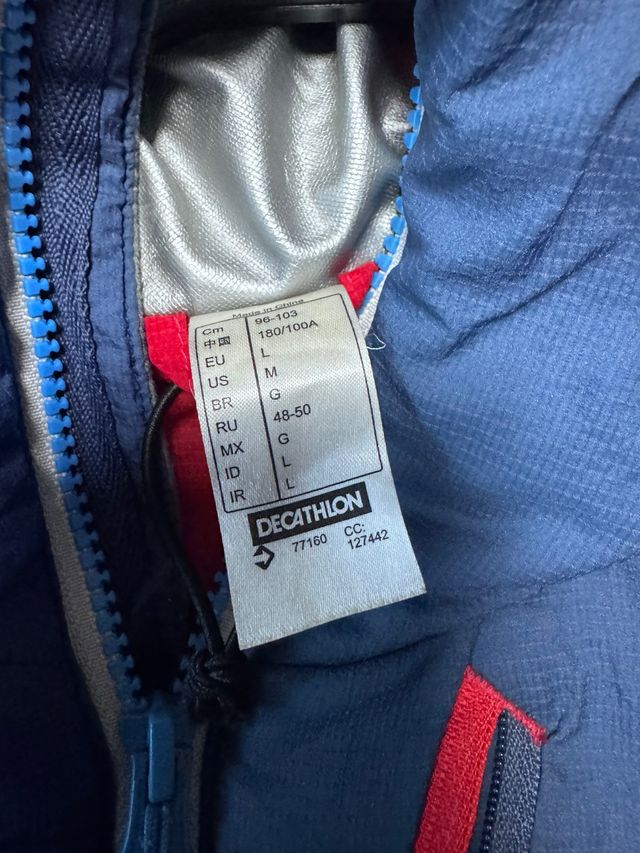 Made in China
Cm 96-103
中国 180/100A
EU L
US M
BR G
RU 48-50
MX G
ID L
IR L
DECATHLON
77160 CC:
127442